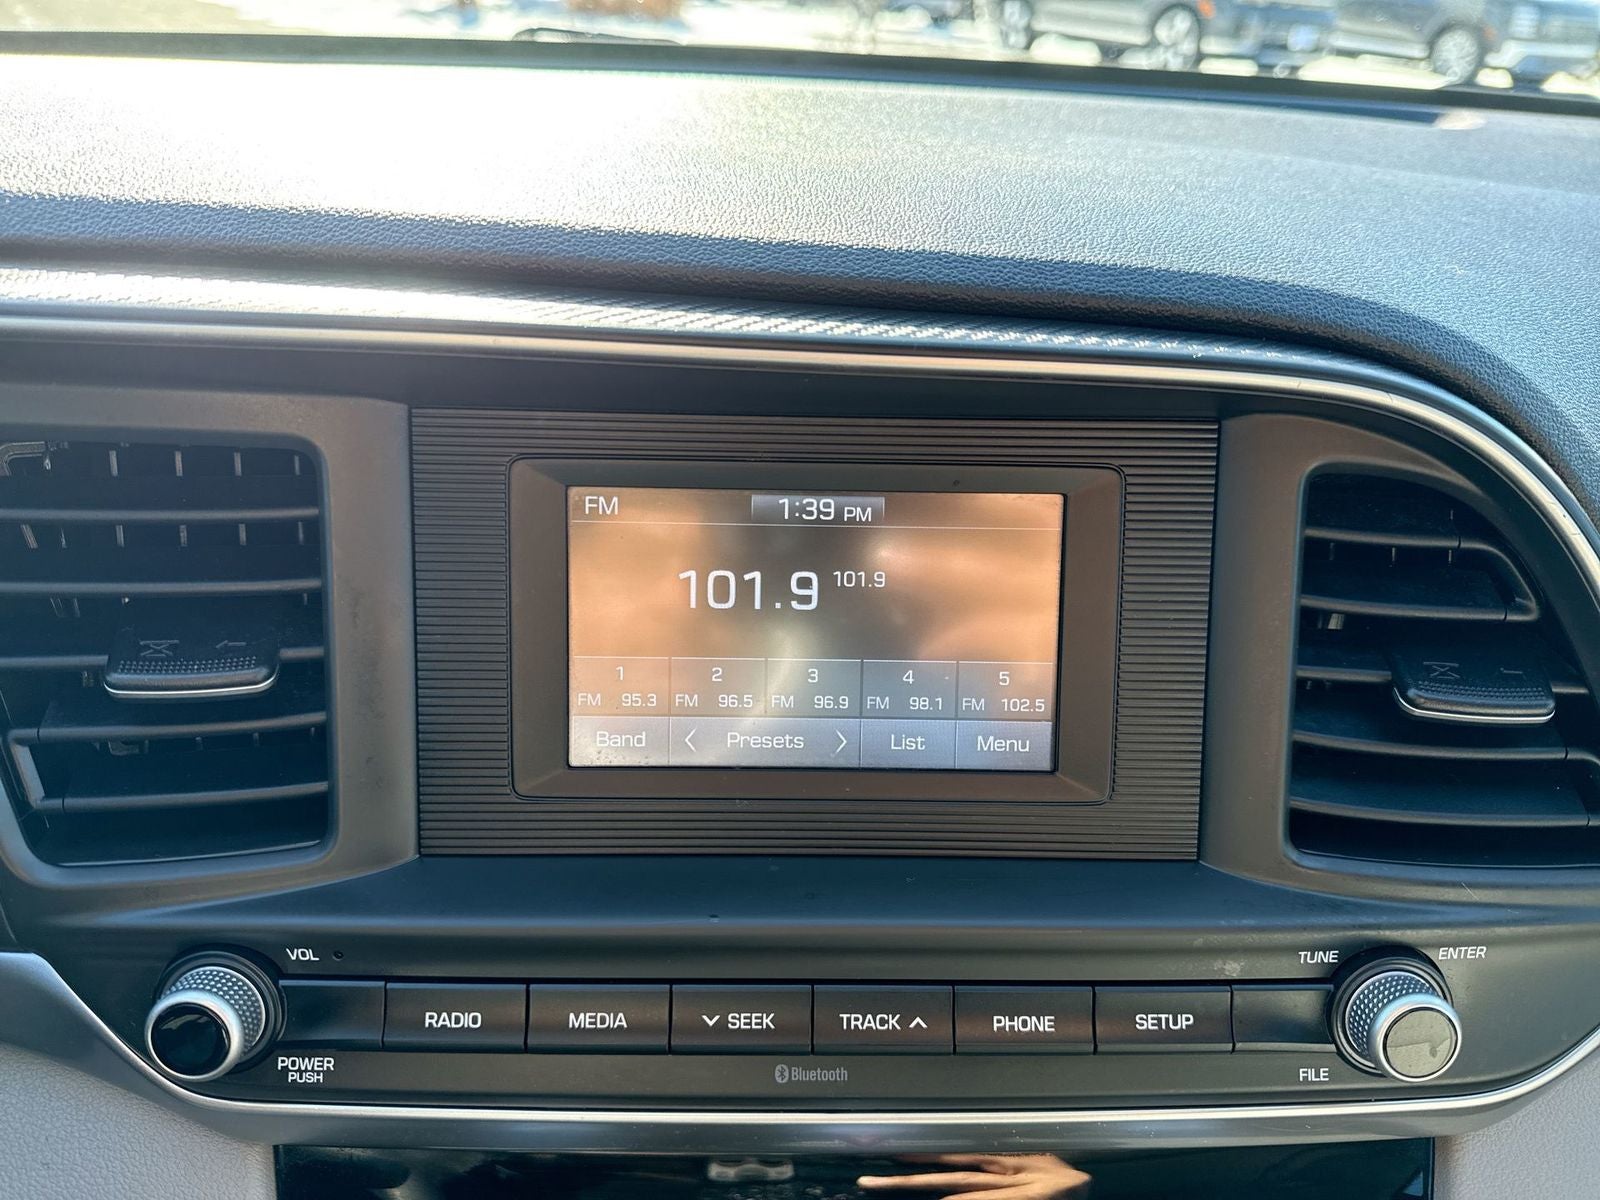 FM 1:39 PM
101.9 101.9
1 2 3 4 5
FM 95.3 FM 96.5 FM 96.9 FM 98.1 FM 102.5
Band < Presets > List Menu
VOL TUNE ENTER
RADIO MEDIA SEEK TRACK PHONE SETUP
POWER PUSH FILE
Bluetooth